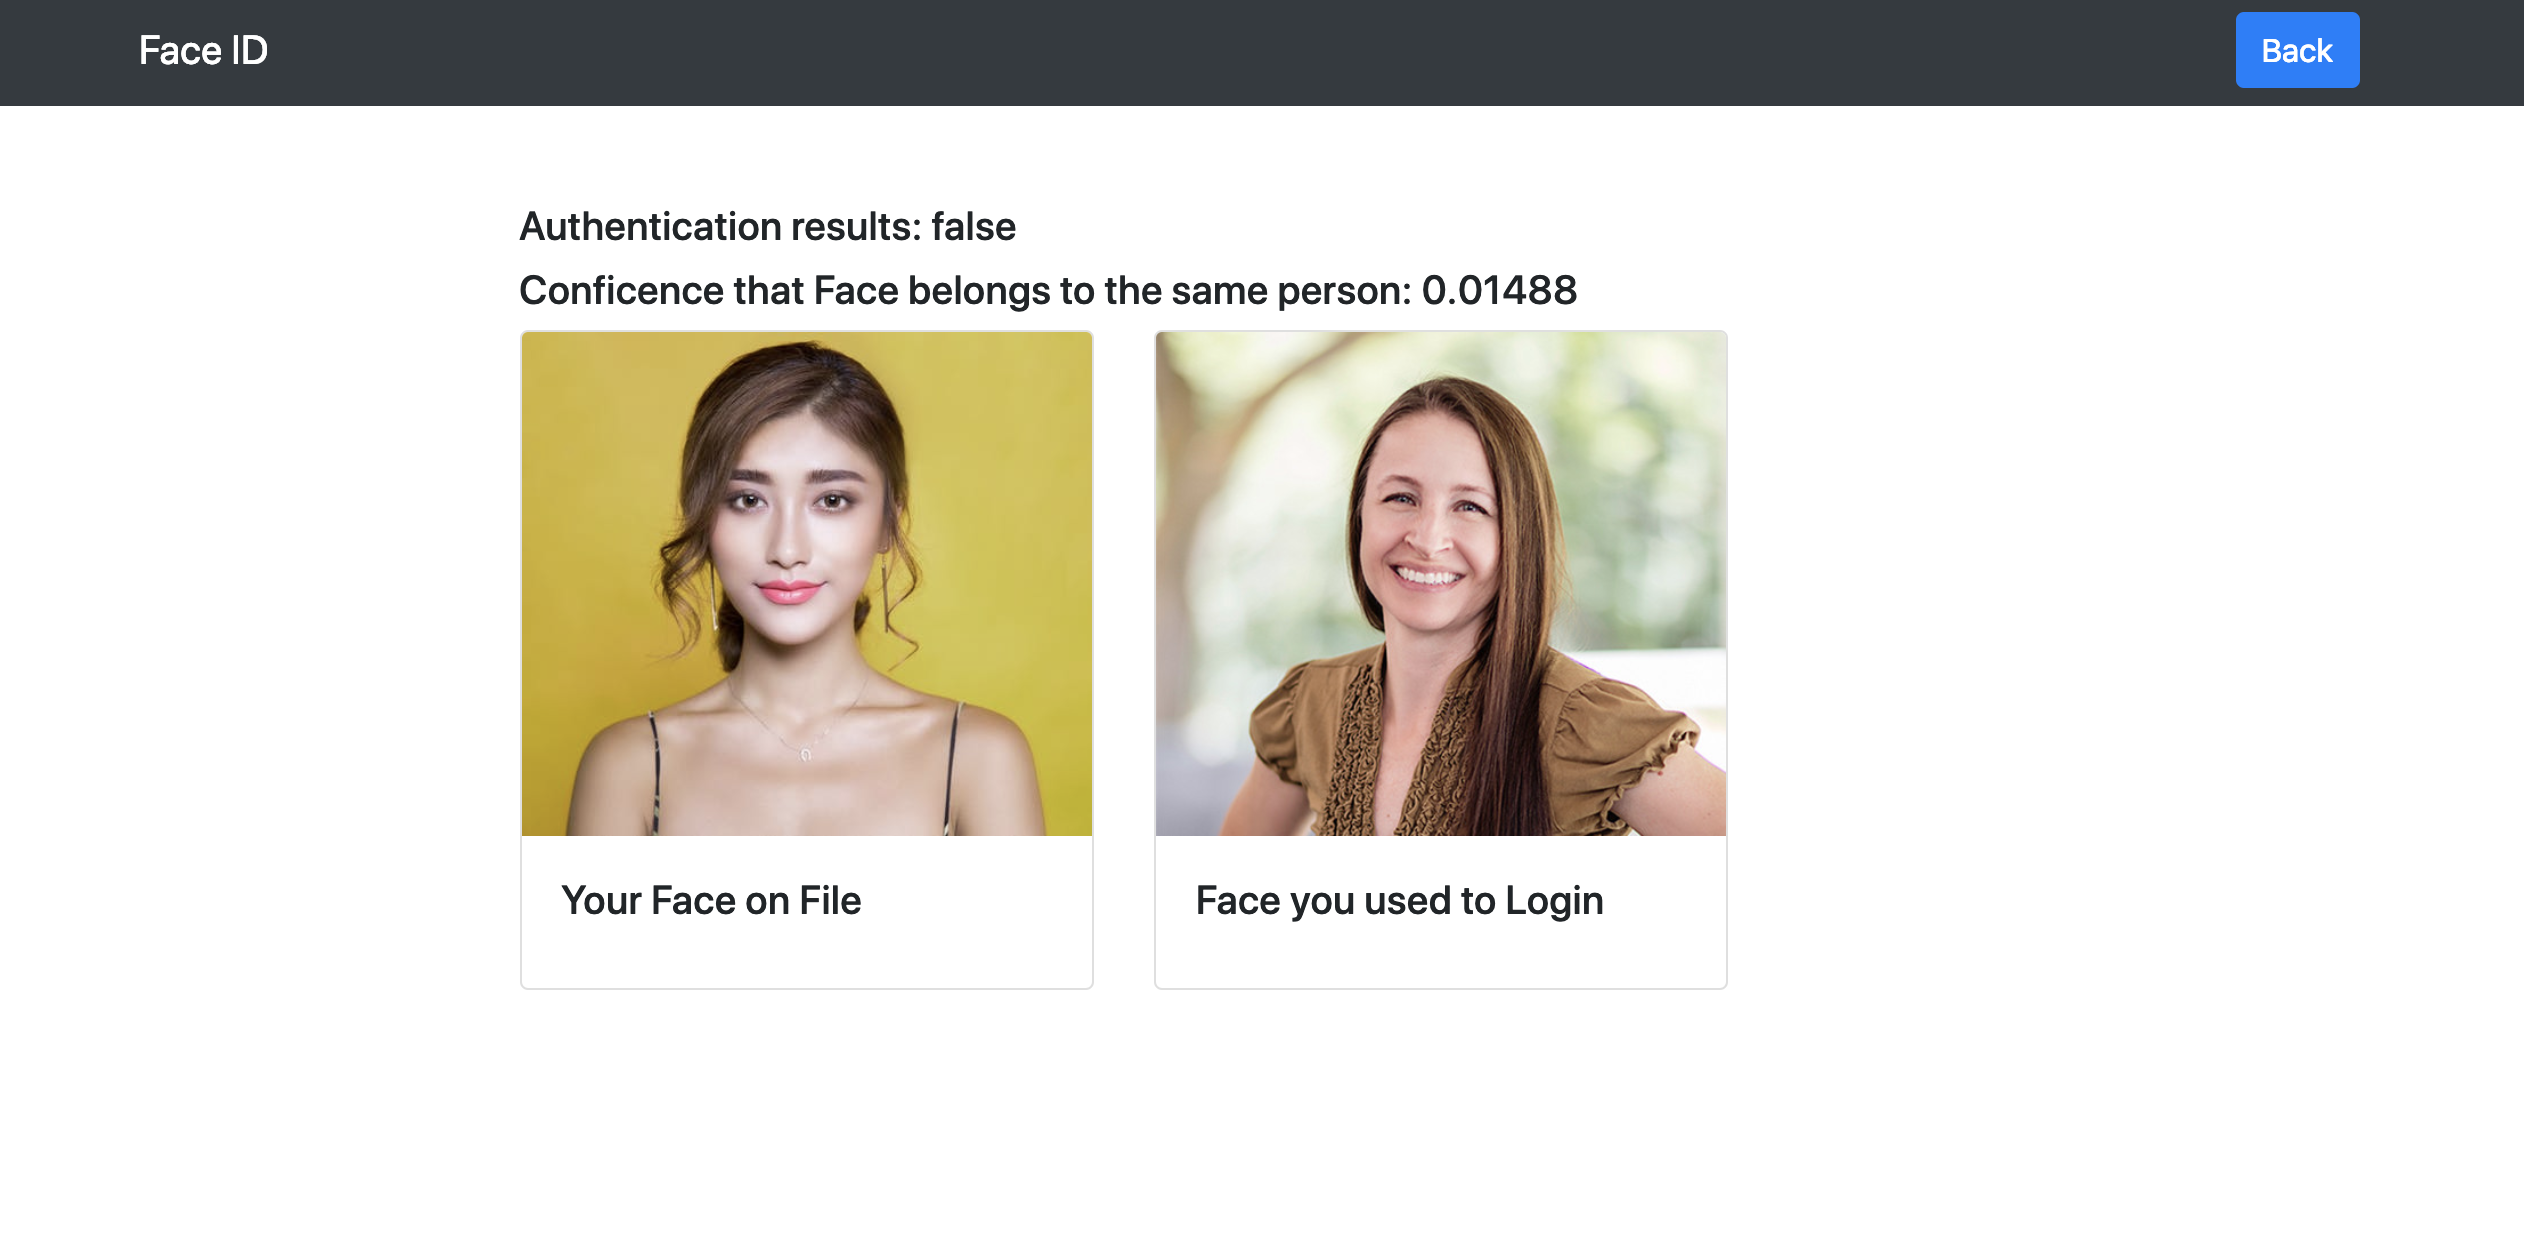 Face ID
Back
Authentication results: false
Conficence that Face belongs to the same person: 0.01488
Your Face on File
Face you used to Login